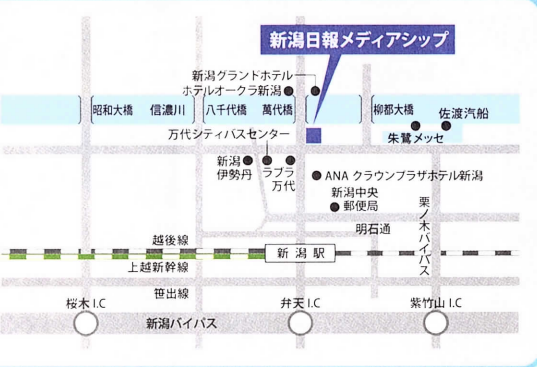 新潟日報メディアシップ
新潟グランドホテル
ホテルオークラ新潟
昭和大橋
信濃川
八千代橋
萬代橋
柳都大橋
佐渡汽船
朱鷺メッセ
万代シティバスセンター
新潟
伊勢丹
ラブラ
万代
ANA クラウンプラザホテル新潟
新潟中央
郵便局
栗ノ木バイパス
明石通
越後線
新潟駅
上越新幹線
笹出線
桜木 I.C
弁天 I.C
紫竹山 I.C
新潟バイパス